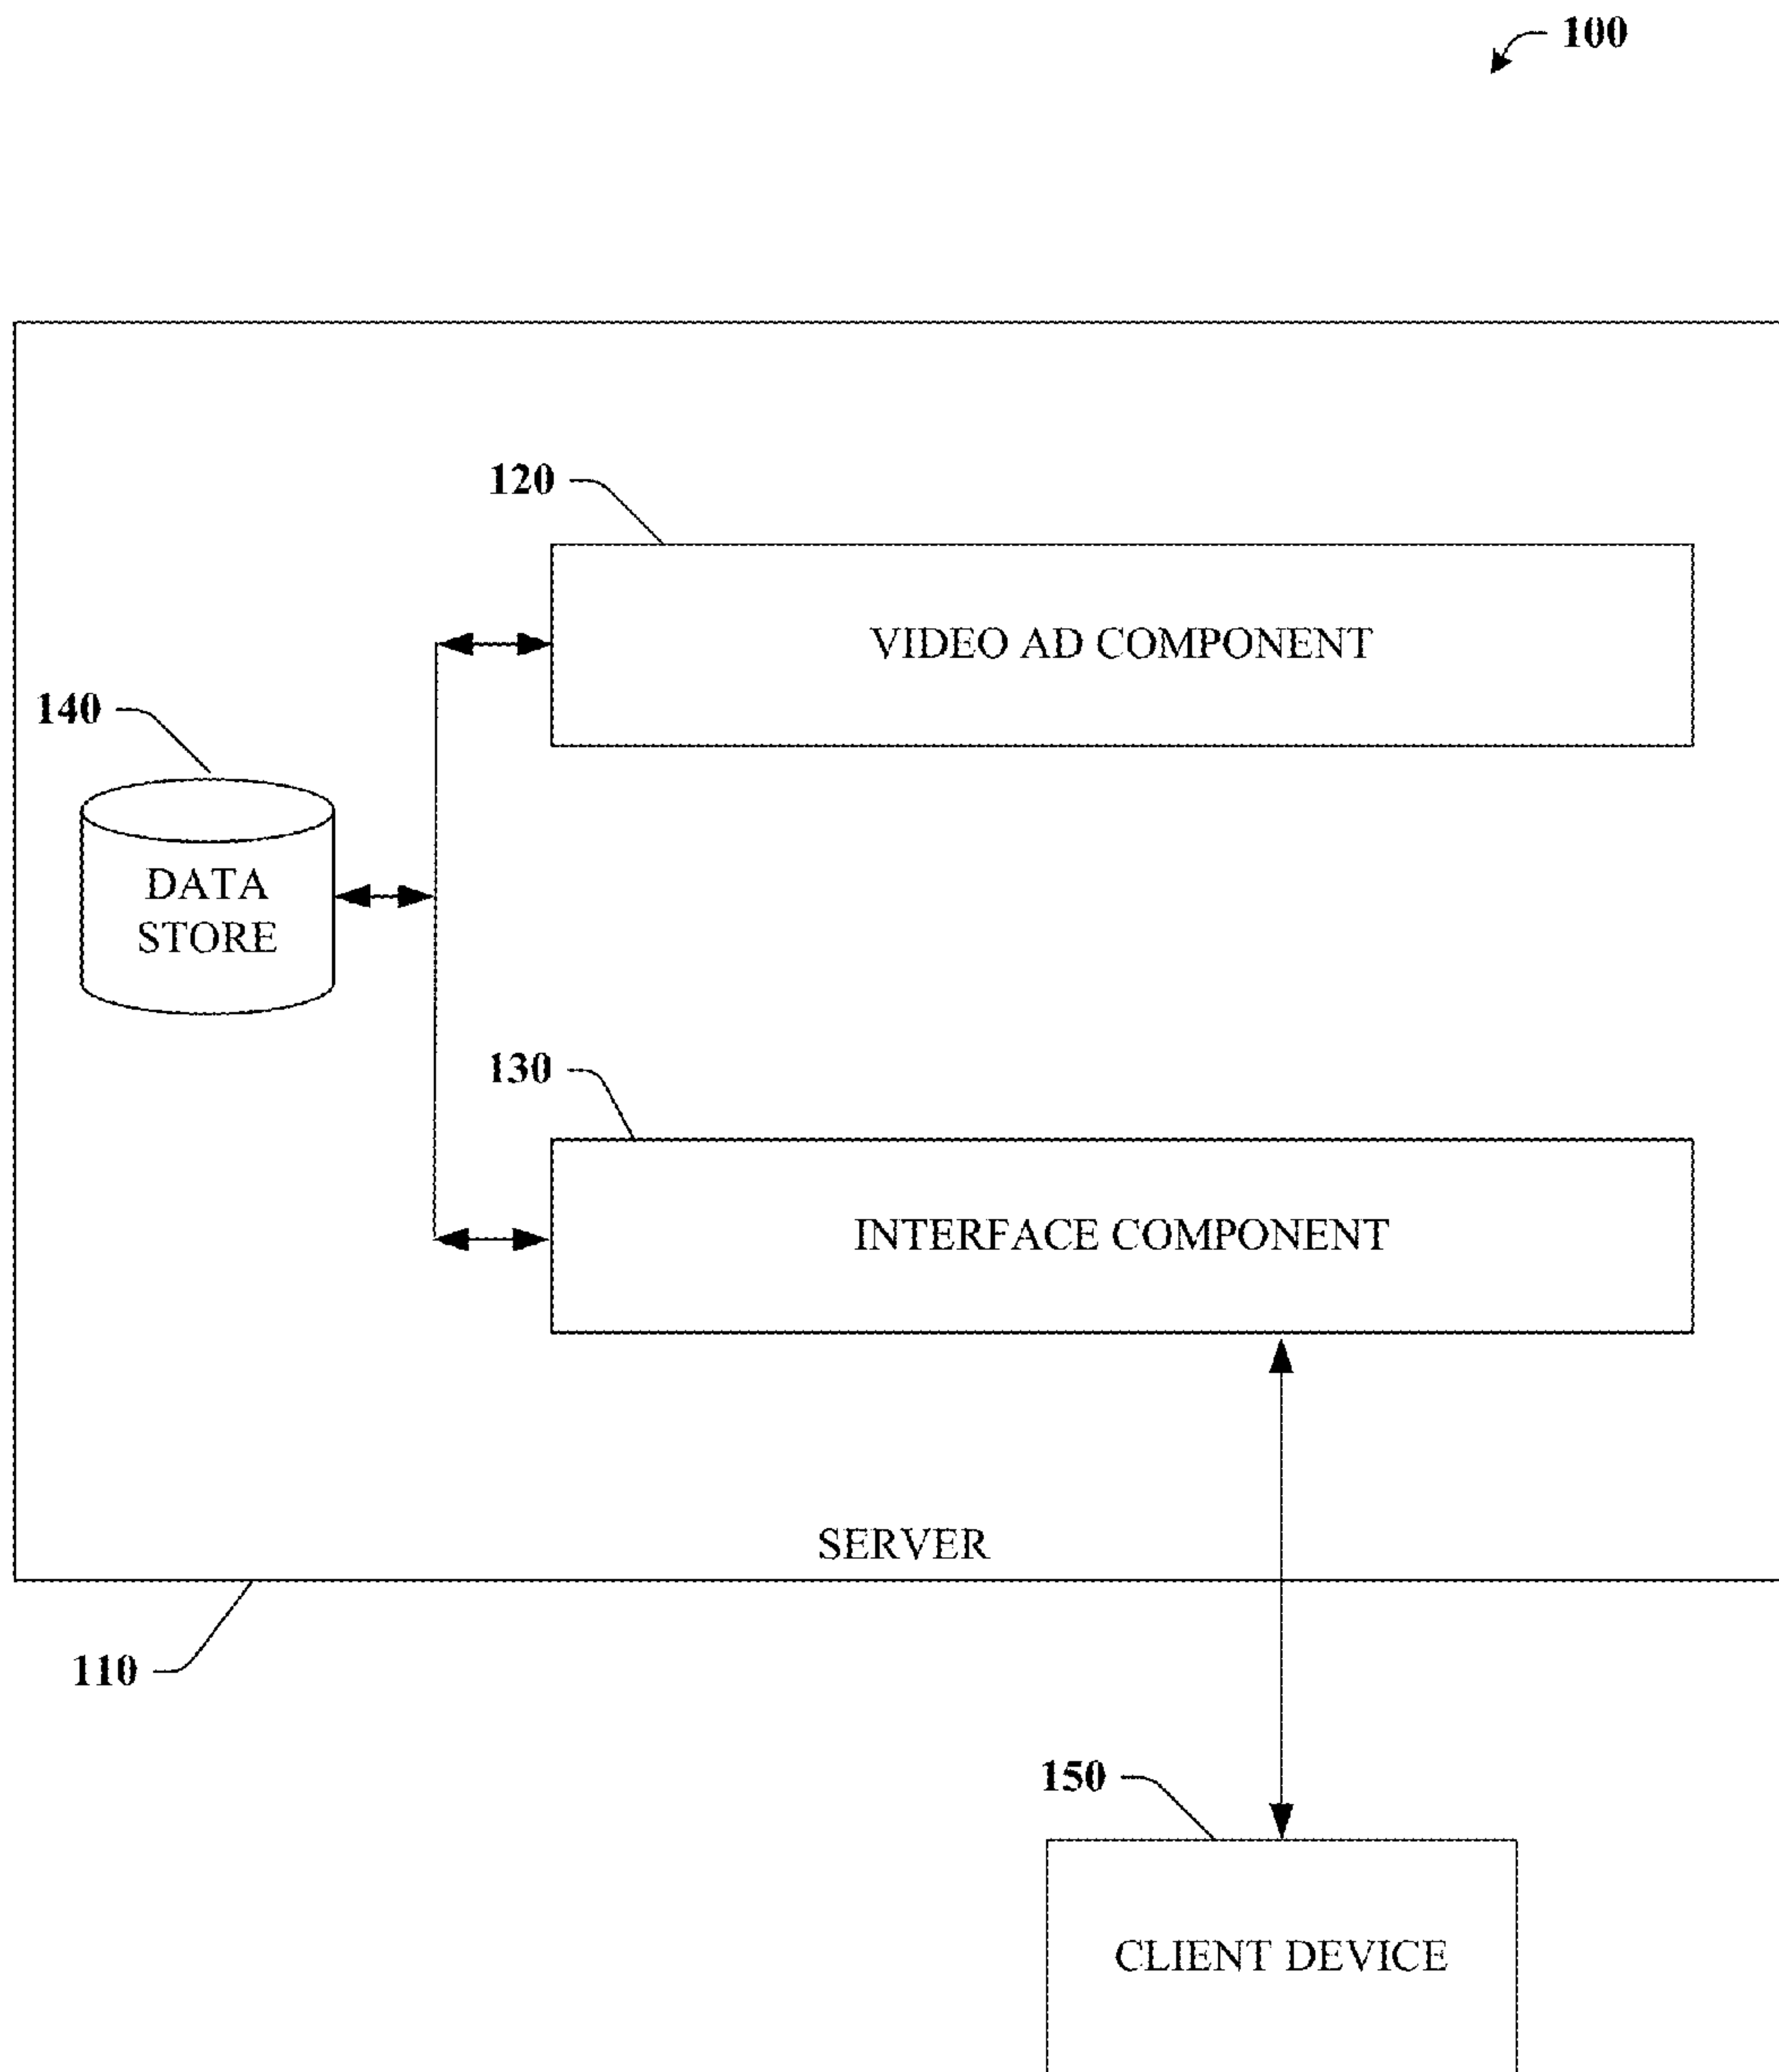 100
120
VIDEO AD COMPONENT
140
DATA
STORE
130
INTERFACE COMPONENT
SERVER
110
150
CLIENT DEVICE